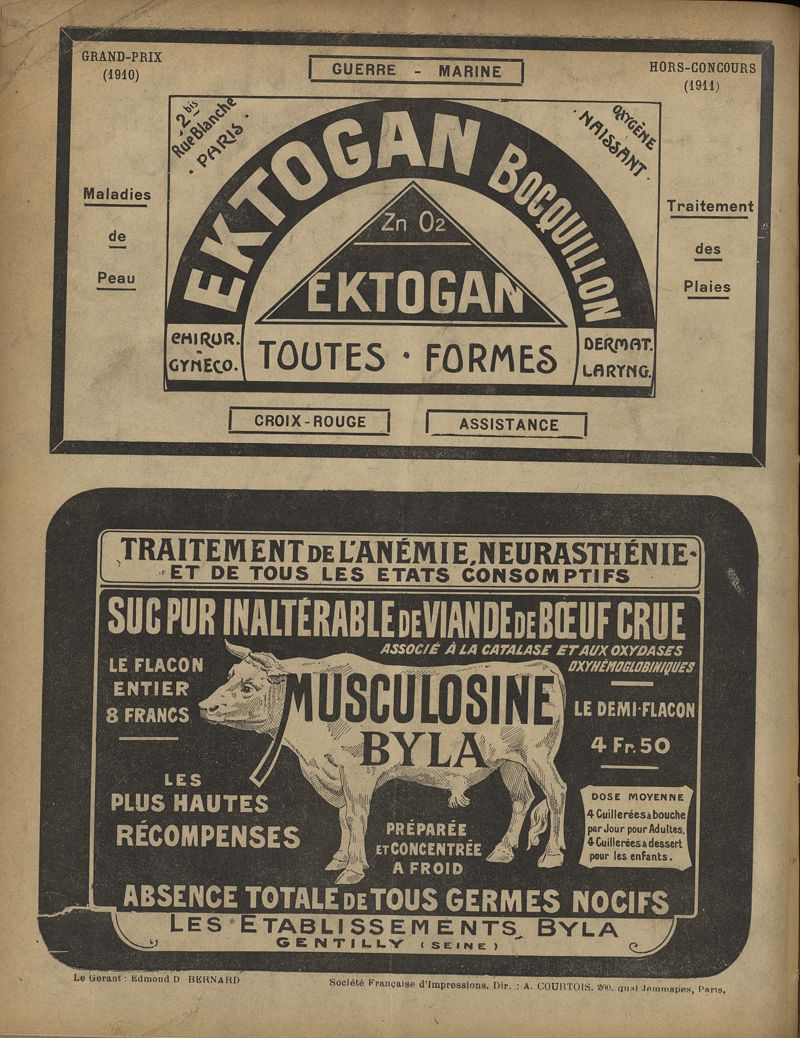 GRAND-PRIX
(1910)
GUERRE - MARINE
HORS-CONCOURS
(1911)
2 bis
Rue Blanche
· PARIS ·
· OXYGÈNE
NAISSANT ·
EKTOGAN BOCQUILLON
Maladies
de
Peau
Traitement
des
Plaies
Zn O2
EKTOGAN
CHIRUR.
GYNECO.
TOUTES · FORMES
DERMAT.
LARYNG.
CROIX-ROUGE
ASSISTANCE
TRAITEMENT DE L'ANÉMIE, NEURASTHÉNIE
ET DE TOUS LES ETATS CONSOMPTIFS
SUC PUR INALTÉRABLE DE VIANDE DE BŒUF CRUE
ASSOCIÉ À LA CATALASE ET AUX OXYDASES
OXYHÉMOGLOBINIQUES
LE FLACON
ENTIER
8 FRANCS
MUSCULOSINE
BYLA
LE DEMI-FLACON
4 Fr. 50
LES
PLUS HAUTES
RÉCOMPENSES
PRÉPARÉE
ET CONCENTRÉE
A FROID
DOSE MOYENNE
4 Cuillerées à bouche
par Jour pour Adultes,
4 Cuillerées à dessert
pour les enfants.
ABSENCE TOTALE DE TOUS GERMES NOCIFS
LES ETABLISSEMENTS BYLA
GENTILLY (SEINE)
Le Gérant : Edmond D BERNARD
Société Française d'Impressions, Dir. : A. COURTOIS. 200, quai Jemmapes, Paris,